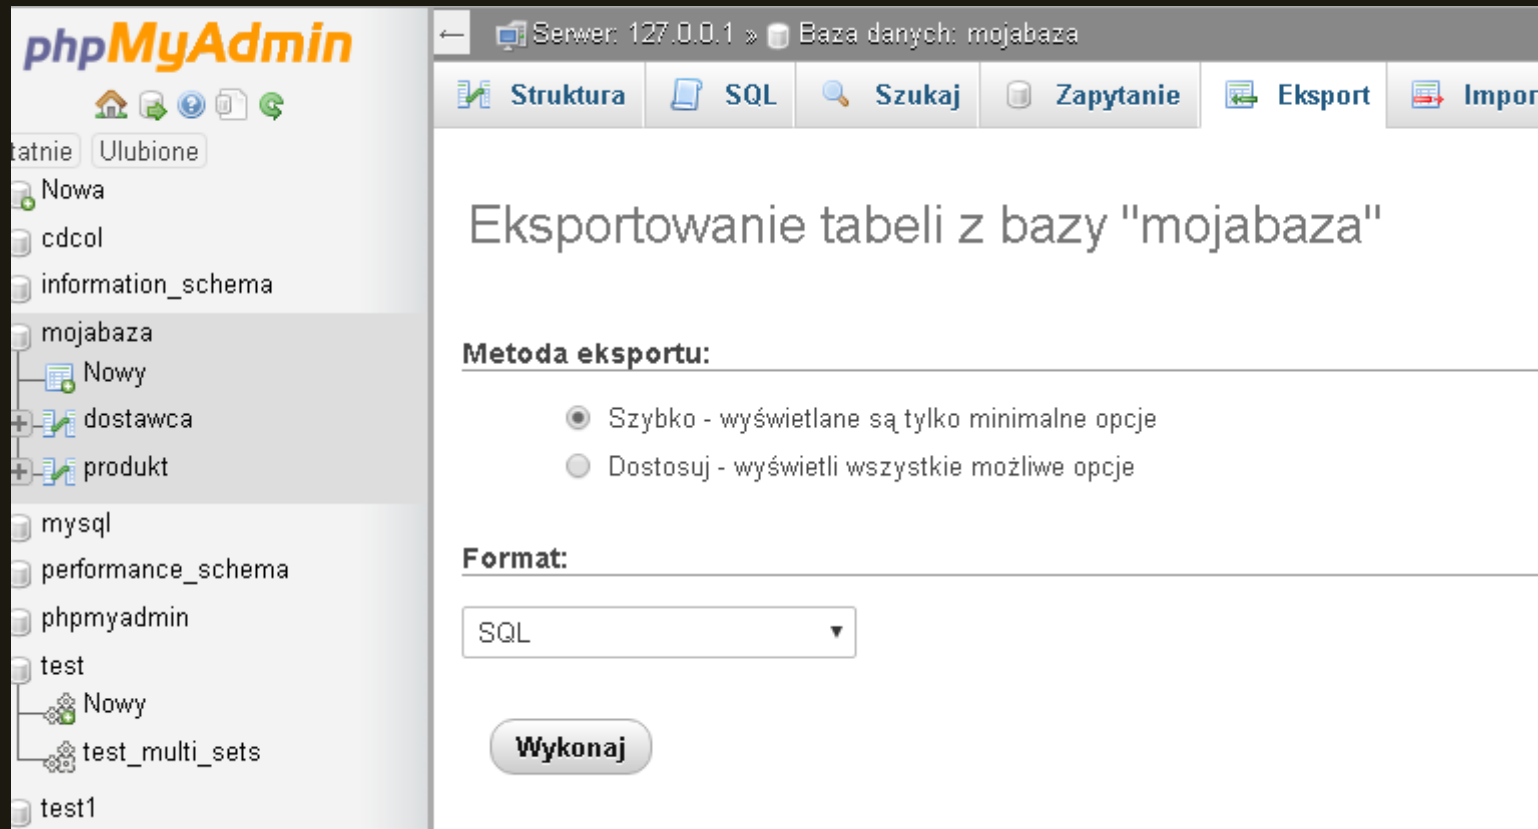 phpMyAdmin
tatnie Ulubione
Nowa
cdcol
information_schema
mojabaza
Nowy
dostawca
produkt
mysql
performance_schema
phpmyadmin
test
Nowy
test_multi_sets
test1
← Serwer: 127.0.0.1 » Baza danych: mojabaza
Struktura SQL Szukaj Zapytanie Eksport Impor
Eksportowanie tabeli z bazy "mojabaza"
Metoda eksportu:
Szybko - wyświetlane są tylko minimalne opcje
Dostosuj - wyświetli wszystkie możliwe opcje
Format:
SQL
Wykonaj